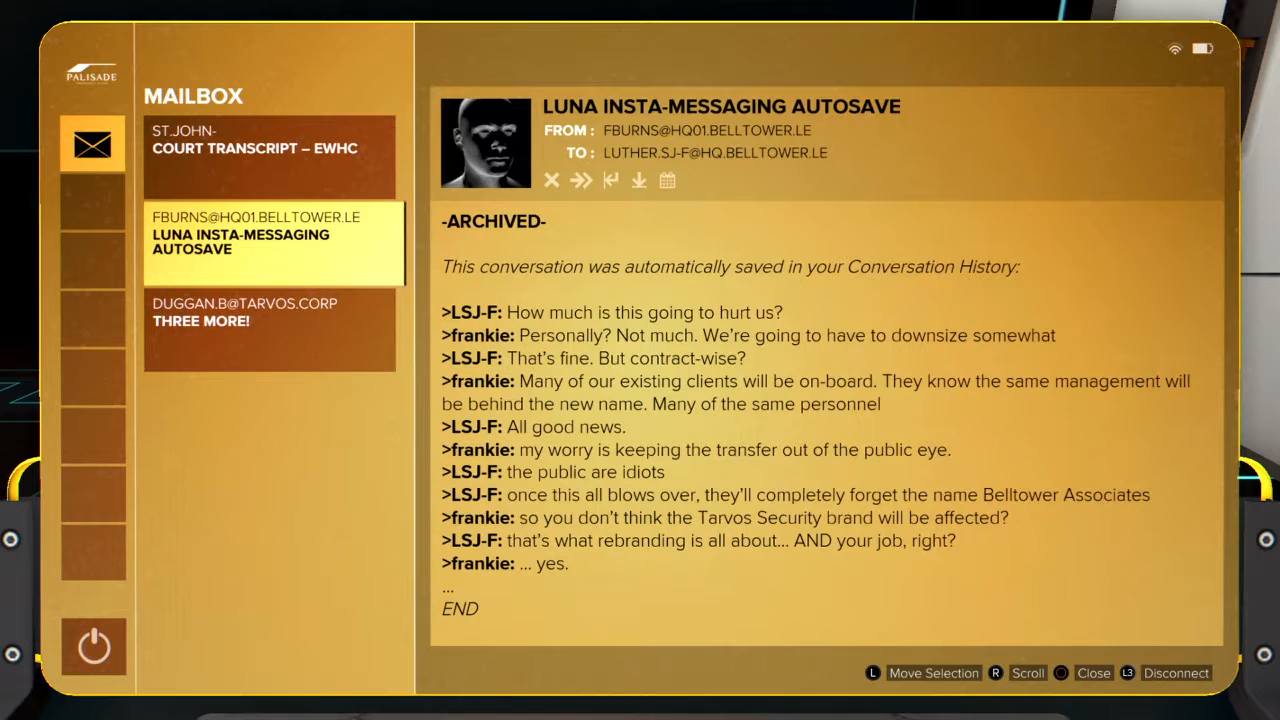 PALISADE
MAILBOX
ST.JOHN-
COURT TRANSCRIPT – EWHC
FBURNS@HQ01.BELLTOWER.LE
LUNA INSTA-MESSAGING
AUTOSAVE
DUGGAN.B@TARVOS.CORP
THREE MORE!
LUNA INSTA-MESSAGING AUTOSAVE
FROM : FBURNS@HQ01.BELLTOWER.LE
TO : LUTHER.SJ-F@HQ.BELLTOWER.LE
-ARCHIVED-
This conversation was automatically saved in your Conversation History:
>LSJ-F: How much is this going to hurt us?
>frankie: Personally? Not much. We're going to have to downsize somewhat
>LSJ-F: That's fine. But contract-wise?
>frankie: Many of our existing clients will be on-board. They know the same management will
be behind the new name. Many of the same personnel
>LSJ-F: All good news.
>frankie: my worry is keeping the transfer out of the public eye.
>LSJ-F: the public are idiots
>LSJ-F: once this all blows over, they'll completely forget the name Belltower Associates
>frankie: so you don't think the Tarvos Security brand will be affected?
>LSJ-F: that's what rebranding is all about... AND your job, right?
>frankie: ... yes.
...
END
L Move Selection R Scroll Close L3 Disconnect